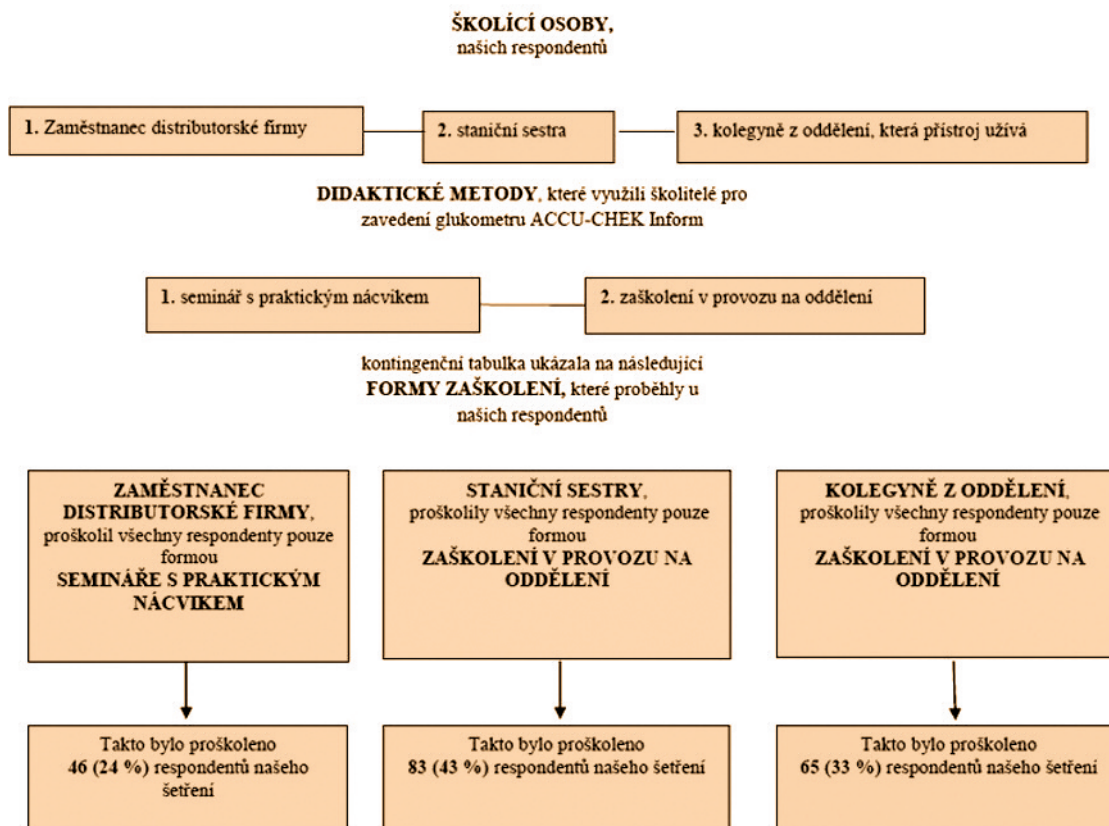 ŠKOLÍCÍ OSOBY,
našich respondentů
1. Zaměstnanec distributorské firmy
2. staniční sestra
3. kolegyně z oddělení, která přístroj užívá
DIDAKTICKÉ METODY, které využili školitelé pro
zavedení glukometru ACCU-CHEK Inform
1. seminář s praktickým nácvikem
2. zaškolení v provozu na oddělení
kontingenční tabulka ukázala na následující
FORMY ZAŠKOLENÍ, které proběhly u
našich respondentů
ZAMĚSTNANEC
DISTRIBUTORSKÉ FIRMY,
proškolil všechny respondenty pouze
formou
SEMINÁŘE S PRAKTICKÝM
NÁCVIKEM
STANIČNÍ SESTRY,
proškolily všechny respondenty pouze
formou
ZAŠKOLENÍ V PROVOZU NA
ODDĚLENÍ
KOLEGYNĚ Z ODDĚLENÍ,
proškolily všechny respondenty pouze
formou
ZAŠKOLENÍ V PROVOZU NA
ODDĚLENÍ
Takto bylo proškoleno
46 (24 %) respondentů našeho
šetření
Takto bylo proškoleno
83 (43 %) respondentů našeho šetření
Takto bylo proškoleno
65 (33 %) respondentů našeho šetření